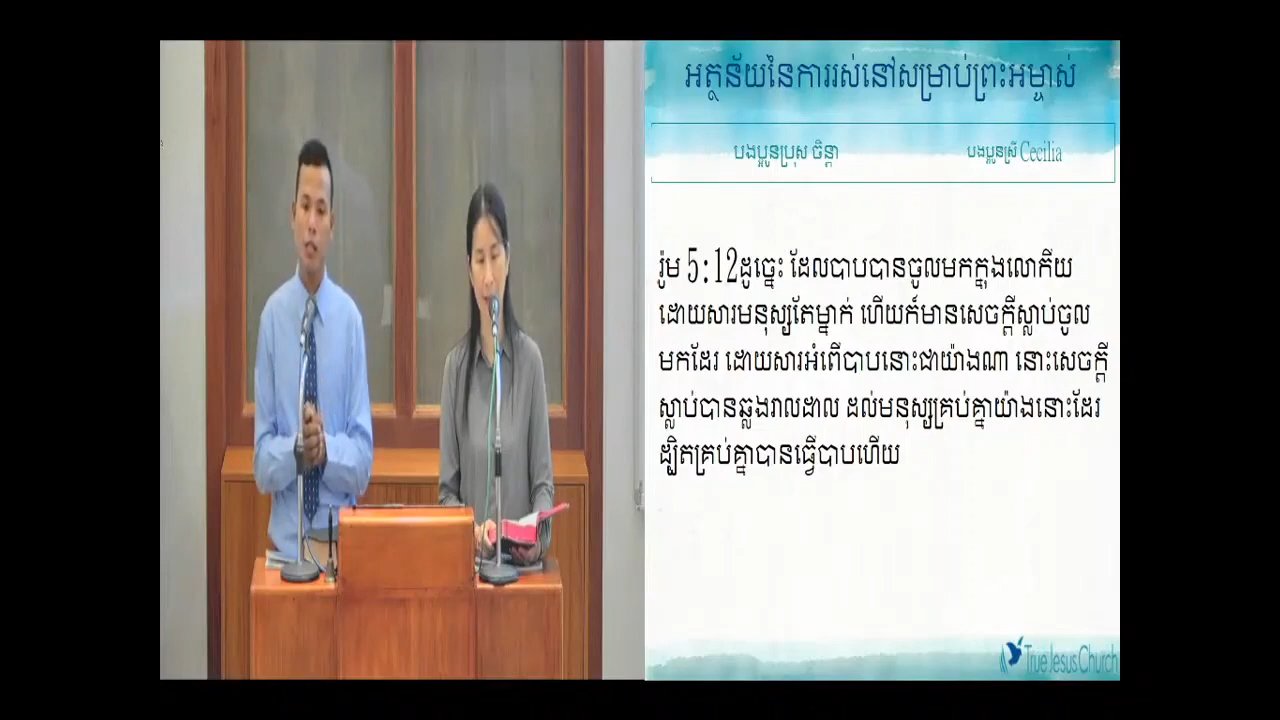 អត្ថន័យនៃការរស់នៅសម្រាប់ព្រះអម្ចាស់
បងប្អូនប្រុស ចិន្តា
បងប្អូនស្រី Cecilia
រ៉ូម 5:12ដូច្នេះ ដែលបាបបានចូលមកក្នុងលោកីយ
ដោយសារមនុស្សតែម្នាក់ ហើយក៏មានសេចក្ដីស្លាប់ចូល
មកដែរ ដោយសារអំពើបាបនោះជាយ៉ាងណា នោះសេចក្ដី
ស្លាប់បានឆ្លងរាលដាល ដល់មនុស្សគ្រប់គ្នាយ៉ាងនោះដែរ
ដ្បិតគ្រប់គ្នាបានធ្វើបាបហើយ
True Jesus Church